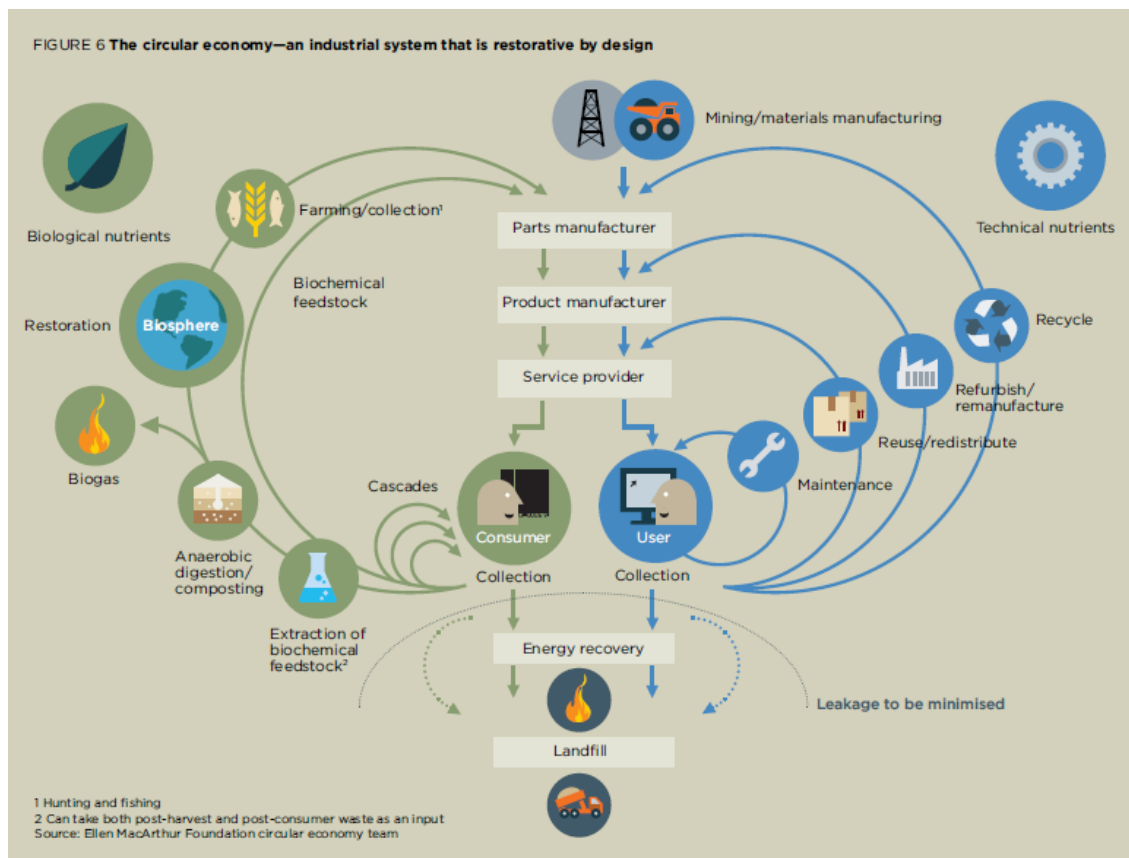 FIGURE 6 The circular economy—an industrial system that is restorative by design
Mining/materials manufacturing
Biological nutrients
Technical nutrients
Farming/collection¹
Parts manufacturer
Biochemical
feedstock
Product manufacturer
Restoration
Biosphere
Recycle
Service provider
Refurbish/
remanufacture
Reuse/redistribute
Biogas
Cascades
Maintenance
Consumer
User
Anaerobic
digestion/
composting
Collection
Collection
Extraction of
biochemical
feedstock²
Energy recovery
Leakage to be minimised
Landfill
1 Hunting and fishing
2 Can take both post-harvest and post-consumer waste as an input
Source: Ellen MacArthur Foundation circular economy team